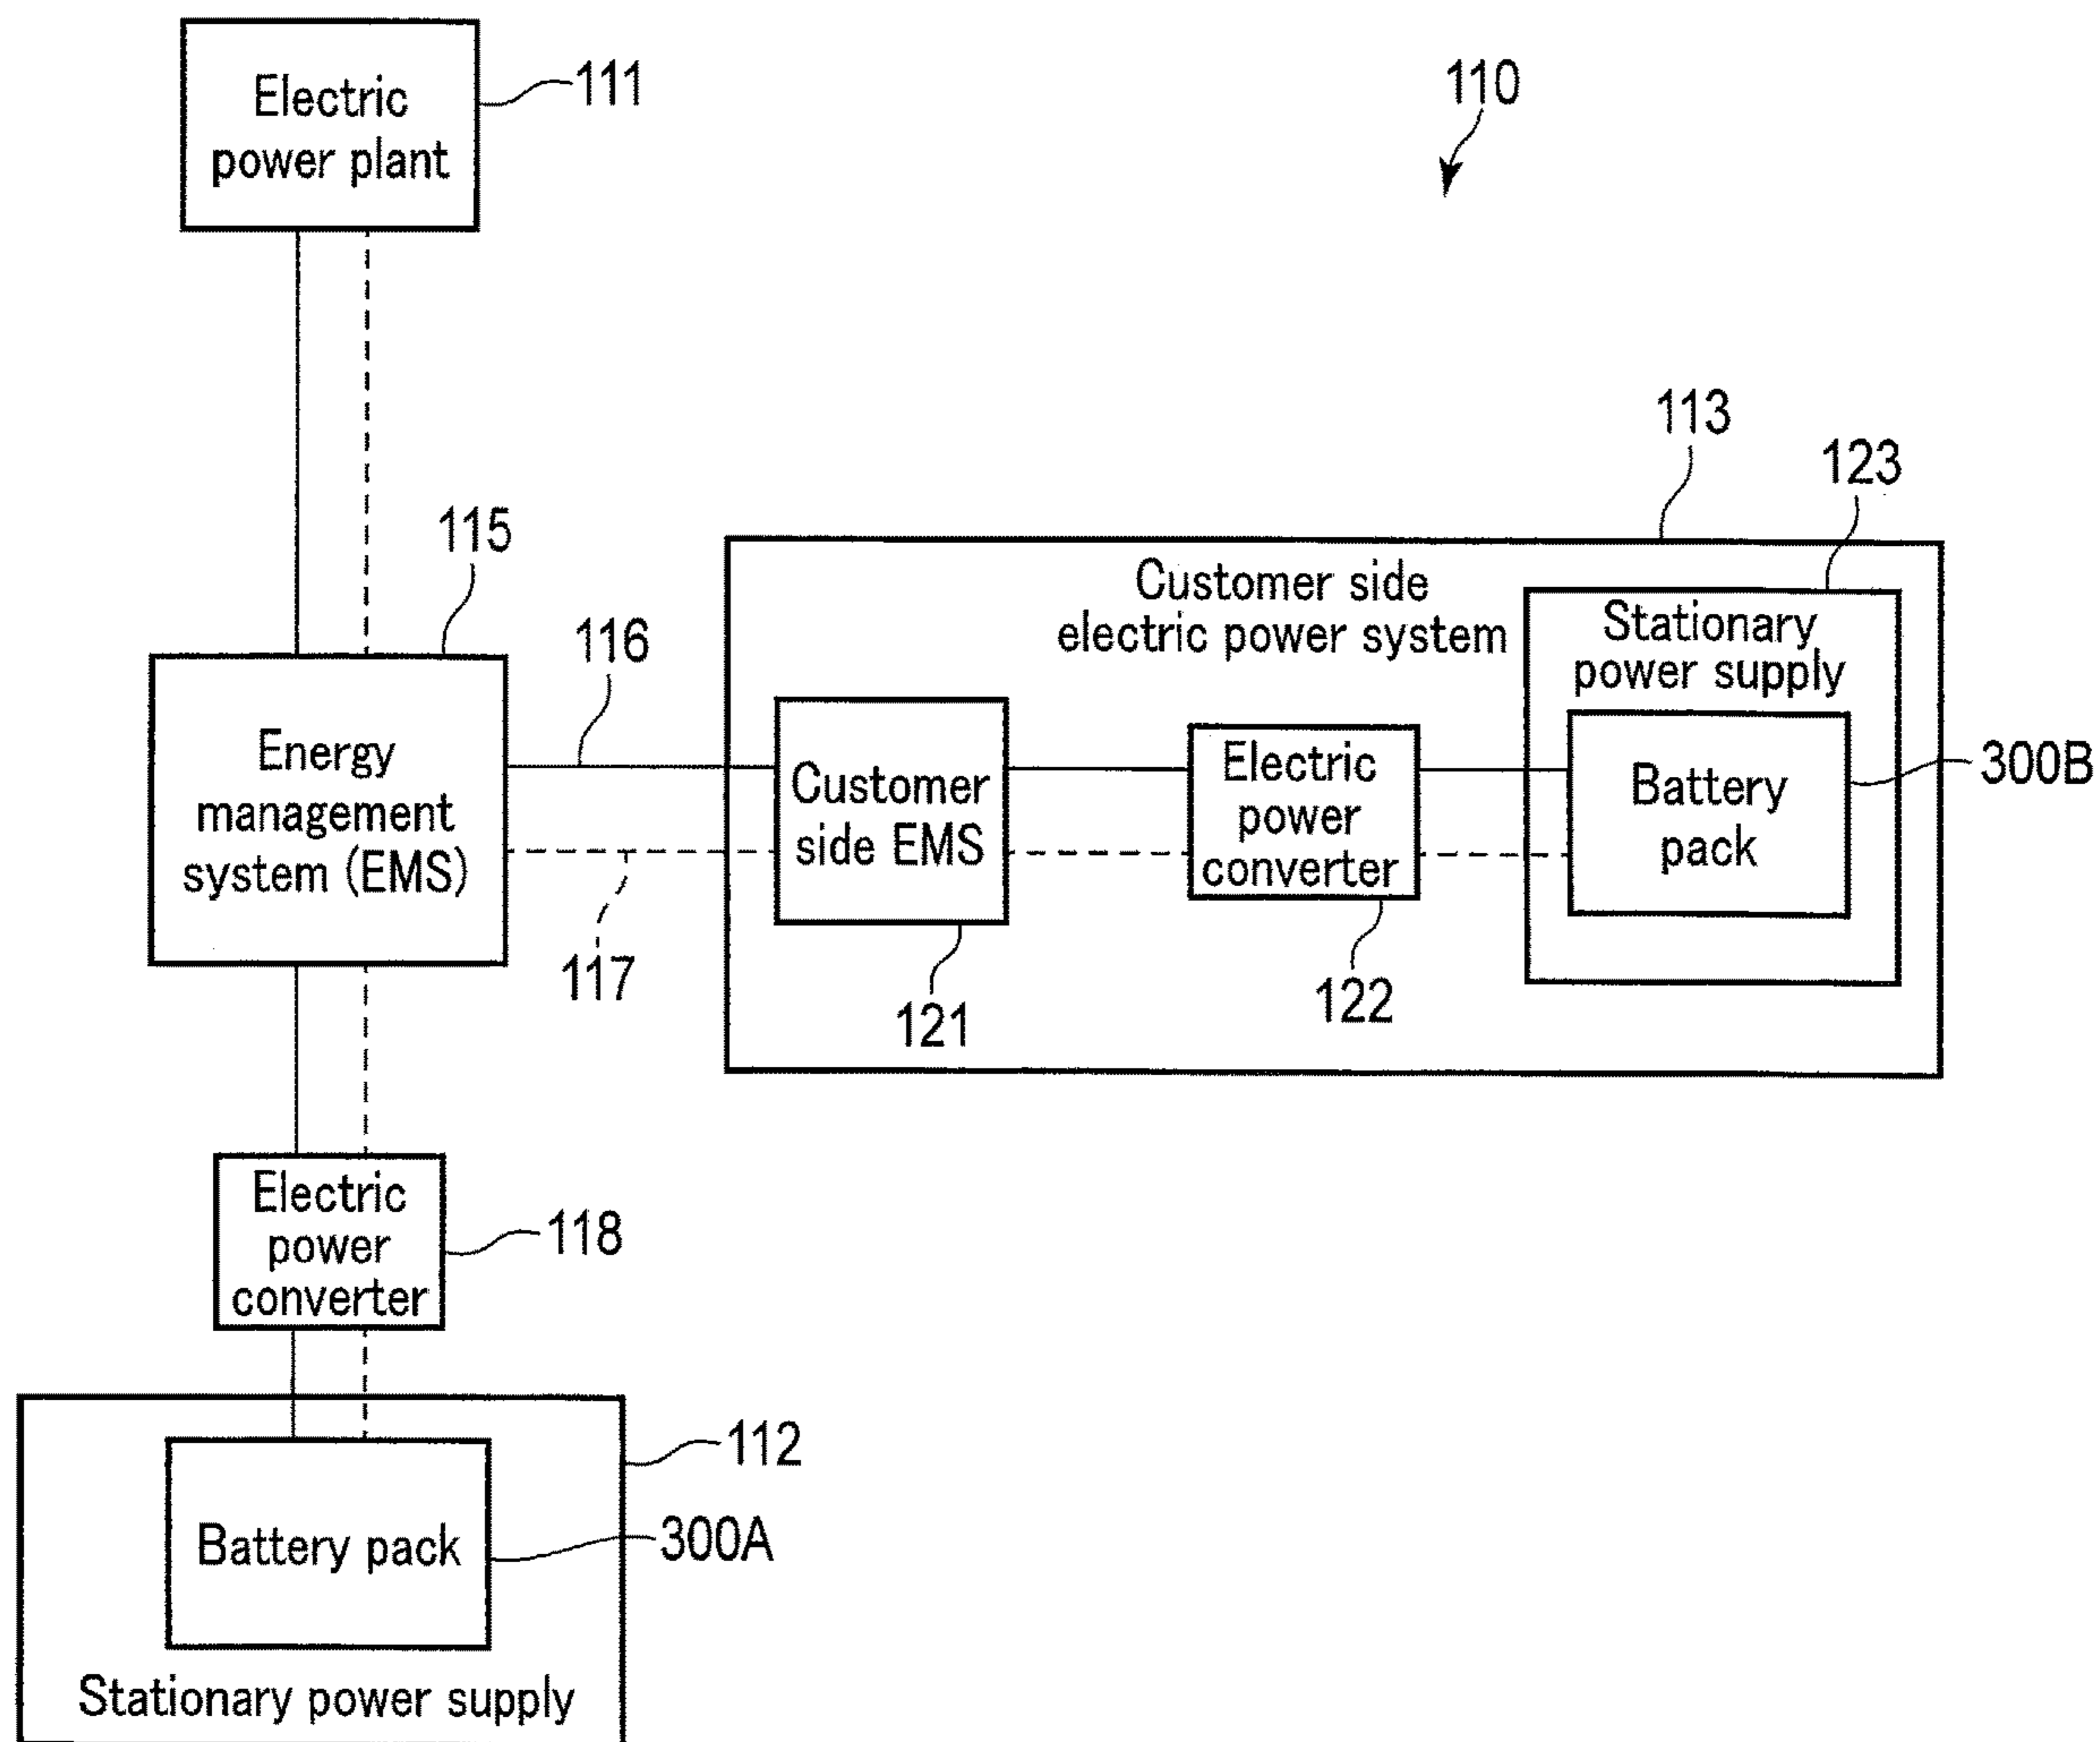 Electric
power plant
111
110
113
123
115
116
Customer side
electric power system
Stationary
power supply
Energy
management
system (EMS)
Customer
side EMS
Electric
power
converter
Battery
pack
300B
117
121
122
Electric
power
converter
118
112
Battery pack
300A
Stationary power supply